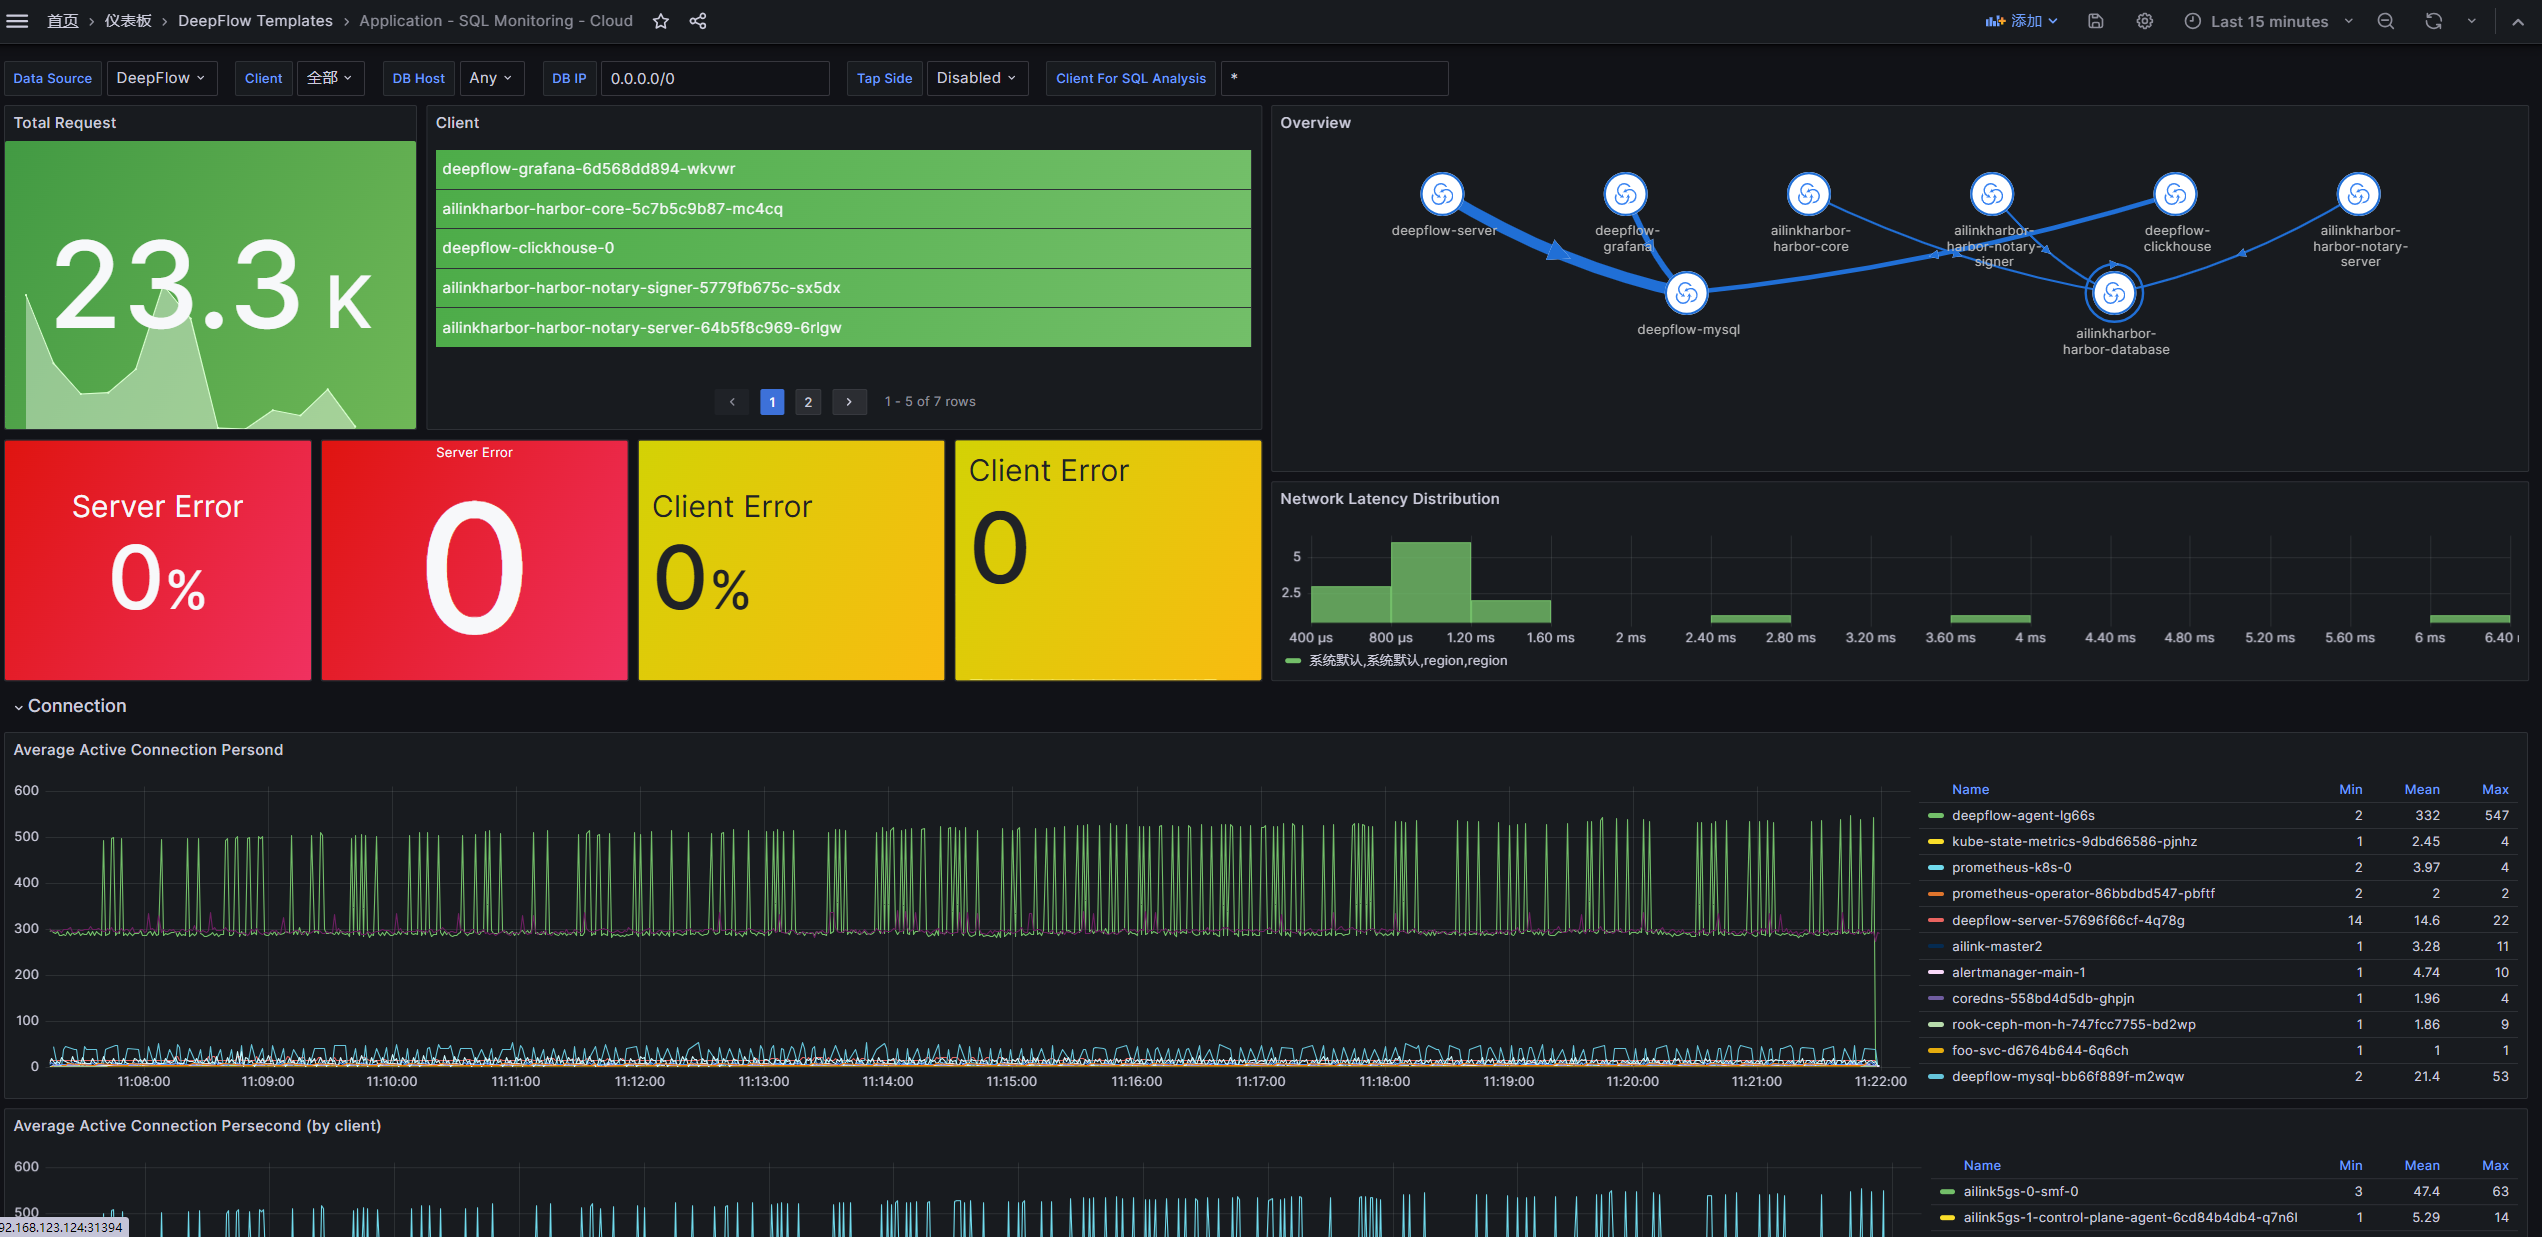 首页 › 仪表板 › DeepFlow Templates › Application - SQL Monitoring - Cloud
添加
Last 15 minutes
Data Source DeepFlow Client 全部 DB Host Any DB IP 0.0.0.0/0 Tap Side Disabled Client For SQL Analysis *
Total Request
23.3 K
Client
deepflow-grafana-6d568dd894-wkvwr
ailinkharbor-harbor-core-5c7b5c9b87-mc4cq
deepflow-clickhouse-0
ailinkharbor-harbor-notary-signer-5779fb675c-sx5dx
ailinkharbor-harbor-notary-server-64b5f8c969-6rlgw
‹ 1 2 › 1 - 5 of 7 rows
Overview
deepflow-server
deepflow-
grafana
ailinkharbor-
harbor-core
ailinkharbor-
harbor-notary-
signer
deepflow-
clickhouse
ailinkharbor-
harbor-notary-
server
deepflow-mysql
ailinkharbor-
harbor-database
Server Error
0%
Server Error
0
Client Error
0%
Client Error
0
Network Latency Distribution
5
2.5
400 µs 800 µs 1.20 ms 1.60 ms 2 ms 2.40 ms 2.80 ms 3.20 ms 3.60 ms 4 ms 4.40 ms 4.80 ms 5.20 ms 5.60 ms 6 ms 6.40
系统默认,系统默认,region,region
Connection
Average Active Connection Persond
600
500
400
300
200
100
0
11:08:00 11:09:00 11:10:00 11:11:00 11:12:00 11:13:00 11:14:00 11:15:00 11:16:00 11:17:00 11:18:00 11:19:00 11:20:00 11:21:00 11:22:00
Name Min Mean Max
deepflow-agent-lg66s 2 332 547
kube-state-metrics-9dbd66586-pjnhz 1 2.45 4
prometheus-k8s-0 2 3.97 4
prometheus-operator-86bbdbd547-pbftf 2 2 2
deepflow-server-57696f66cf-4q78g 14 14.6 22
ailink-master2 1 3.28 11
alertmanager-main-1 1 4.74 10
coredns-558bd4d5db-ghpjn 1 1.96 4
rook-ceph-mon-h-747fcc7755-bd2wp 1 1.86 9
foo-svc-d6764b644-6q6ch 1 1 1
deepflow-mysql-bb66f889f-m2wqw 2 21.4 53
Average Active Connection Persecond (by client)
600
500
Name Min Mean Max
ailink5gs-0-smf-0 3 47.4 63
ailink5gs-1-control-plane-agent-6cd84b4db4-q7n6l 1 5.29 14
92.168.123.124:31394